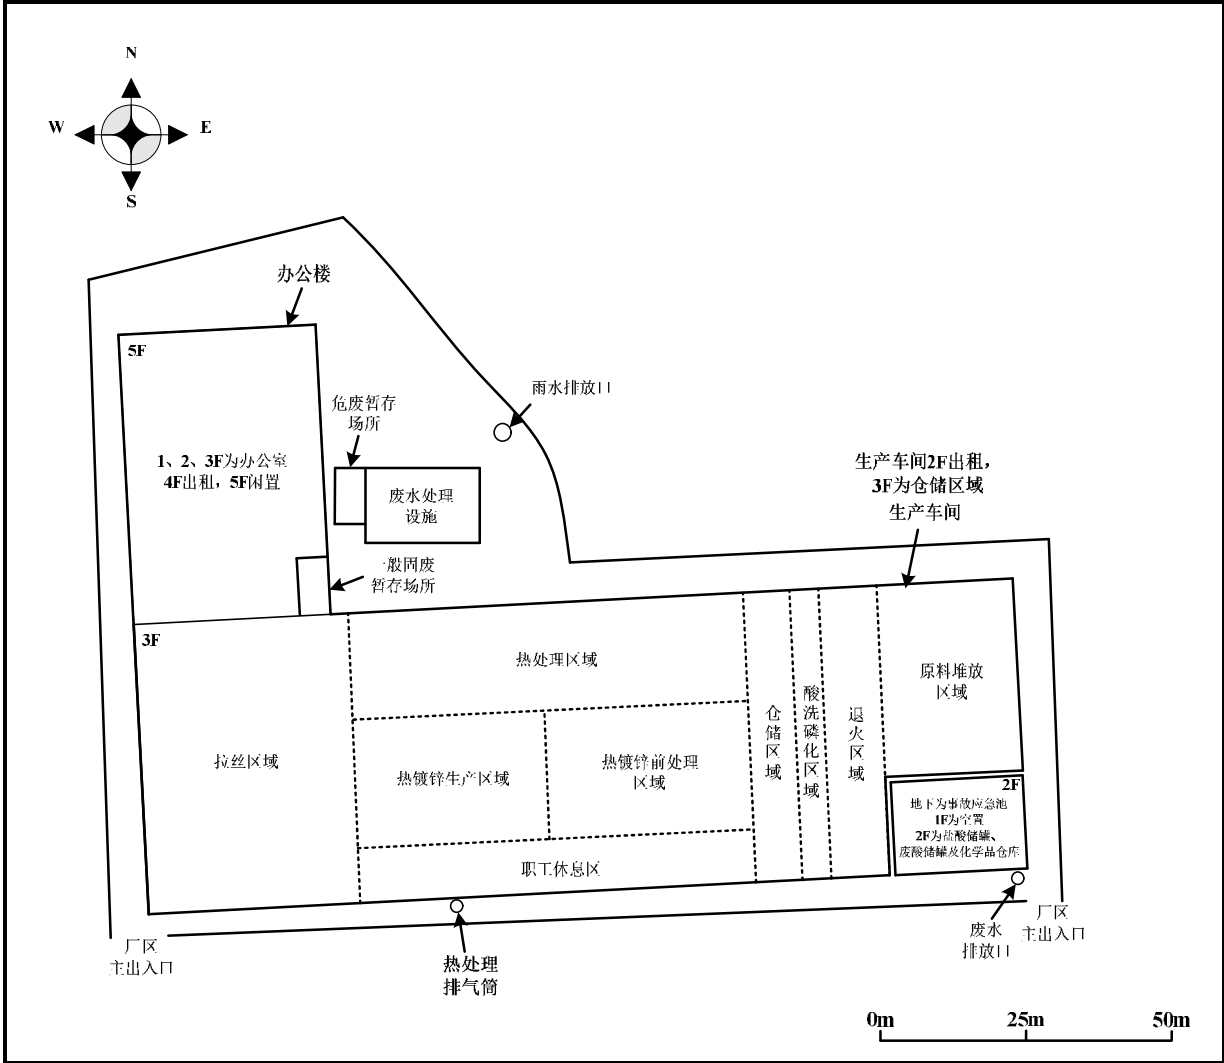 N
W
E
S
办公楼
5F
1、2、3F为办公室
4F出租，5F闲置
危废暂存
场所
雨水排放口
废水处理
设施
一般固废
暂存场所
生产车间2F出租，
3F为仓储区域
生产车间
3F
拉丝区域
热处理区域
热镀锌生产区域
热镀锌前处理
区域
职工休息区
仓储区域
酸洗磷化区域
退火区域
原料堆放
区域
2F
地下为事故应急池
1F为空置
2F为盐酸储罐、
废酸储罐及化学品仓库
厂区
主出入口
热处理
排气筒
废水
排放口
厂区
主出入口
0m
25m
50m